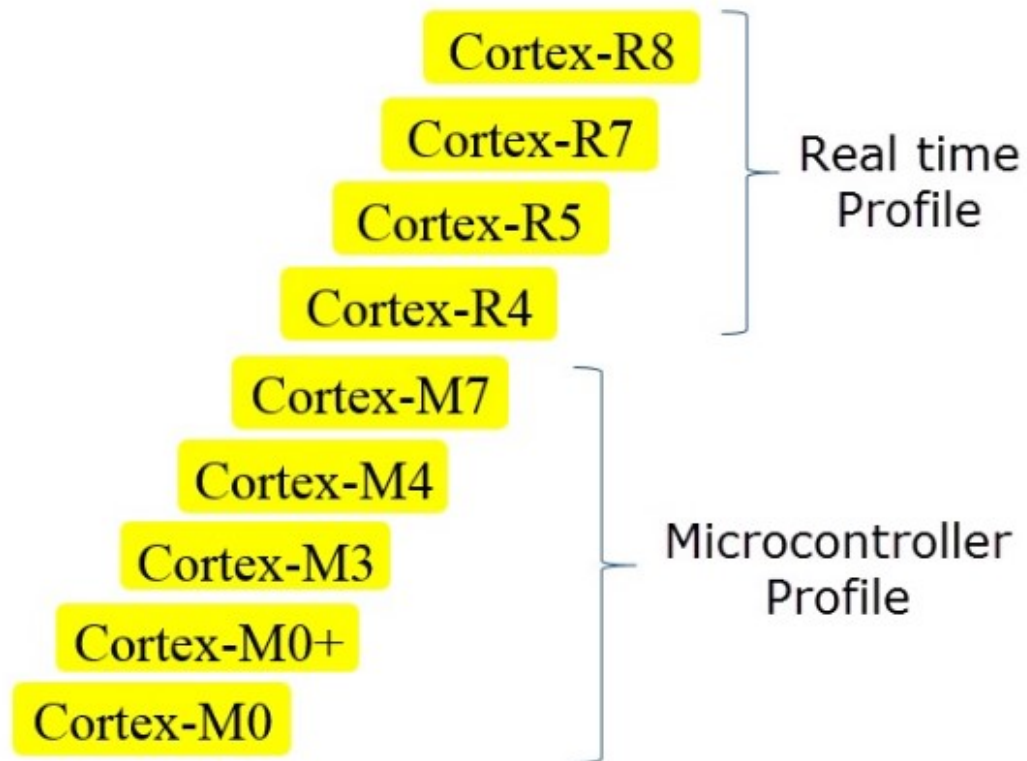 Cortex-R8
Cortex-R7
Cortex-R5
Cortex-R4
Real time
Profile
Cortex-M7
Cortex-M4
Cortex-M3
Cortex-M0+
Cortex-M0
Microcontroller
Profile